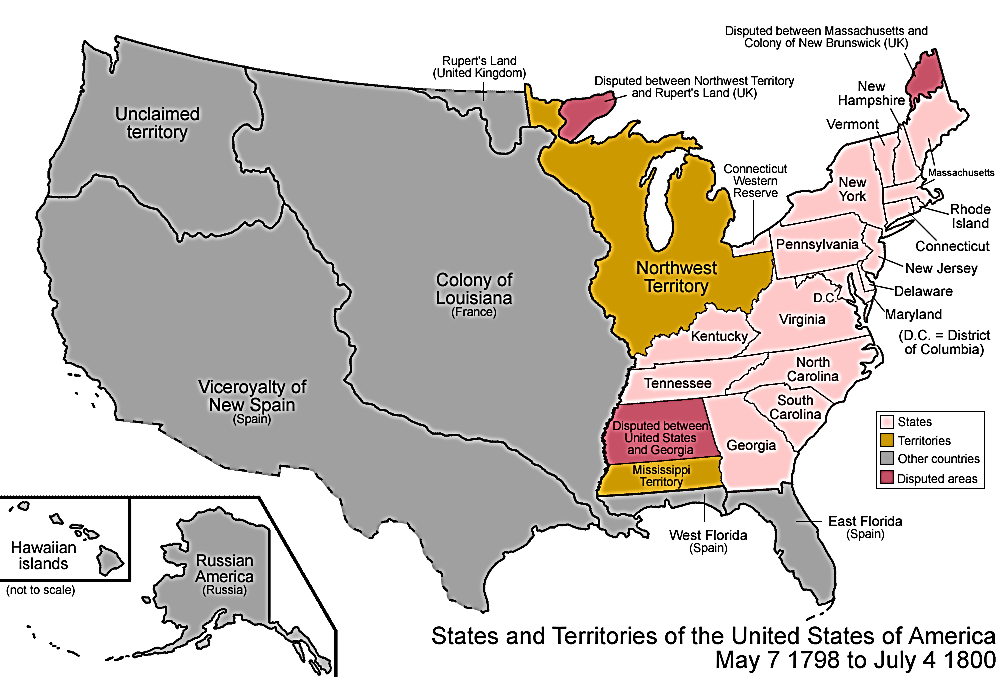 Disputed between Massachusetts and
Colony of New Brunswick (UK)
Rupert's Land
(United Kingdom)
Disputed between Northwest Territory
and Rupert's Land (UK)
New
Hampshire
Vermont
Unclaimed
territory
Massachusetts
Connecticut
Western
Reserve
New
York
Rhode
Island
Connecticut
Pennsylvania
New Jersey
Northwest
Territory
Colony of
Louisiana
(France)
D.C.
Delaware
Maryland
(D.C. = District
of Columbia)
Virginia
Kentucky
North
Carolina
Tennessee
Viceroyalty of
New Spain
(Spain)
South
Carolina
Disputed between
United States
and Georgia
Georgia
States
Territories
Other countries
Disputed areas
Mississippi
Territory
West Florida
(Spain)
East Florida
(Spain)
Hawaiian
islands
(not to scale)
Russian
America
(Russia)
States and Territories of the United States of America
May 7 1798 to July 4 1800